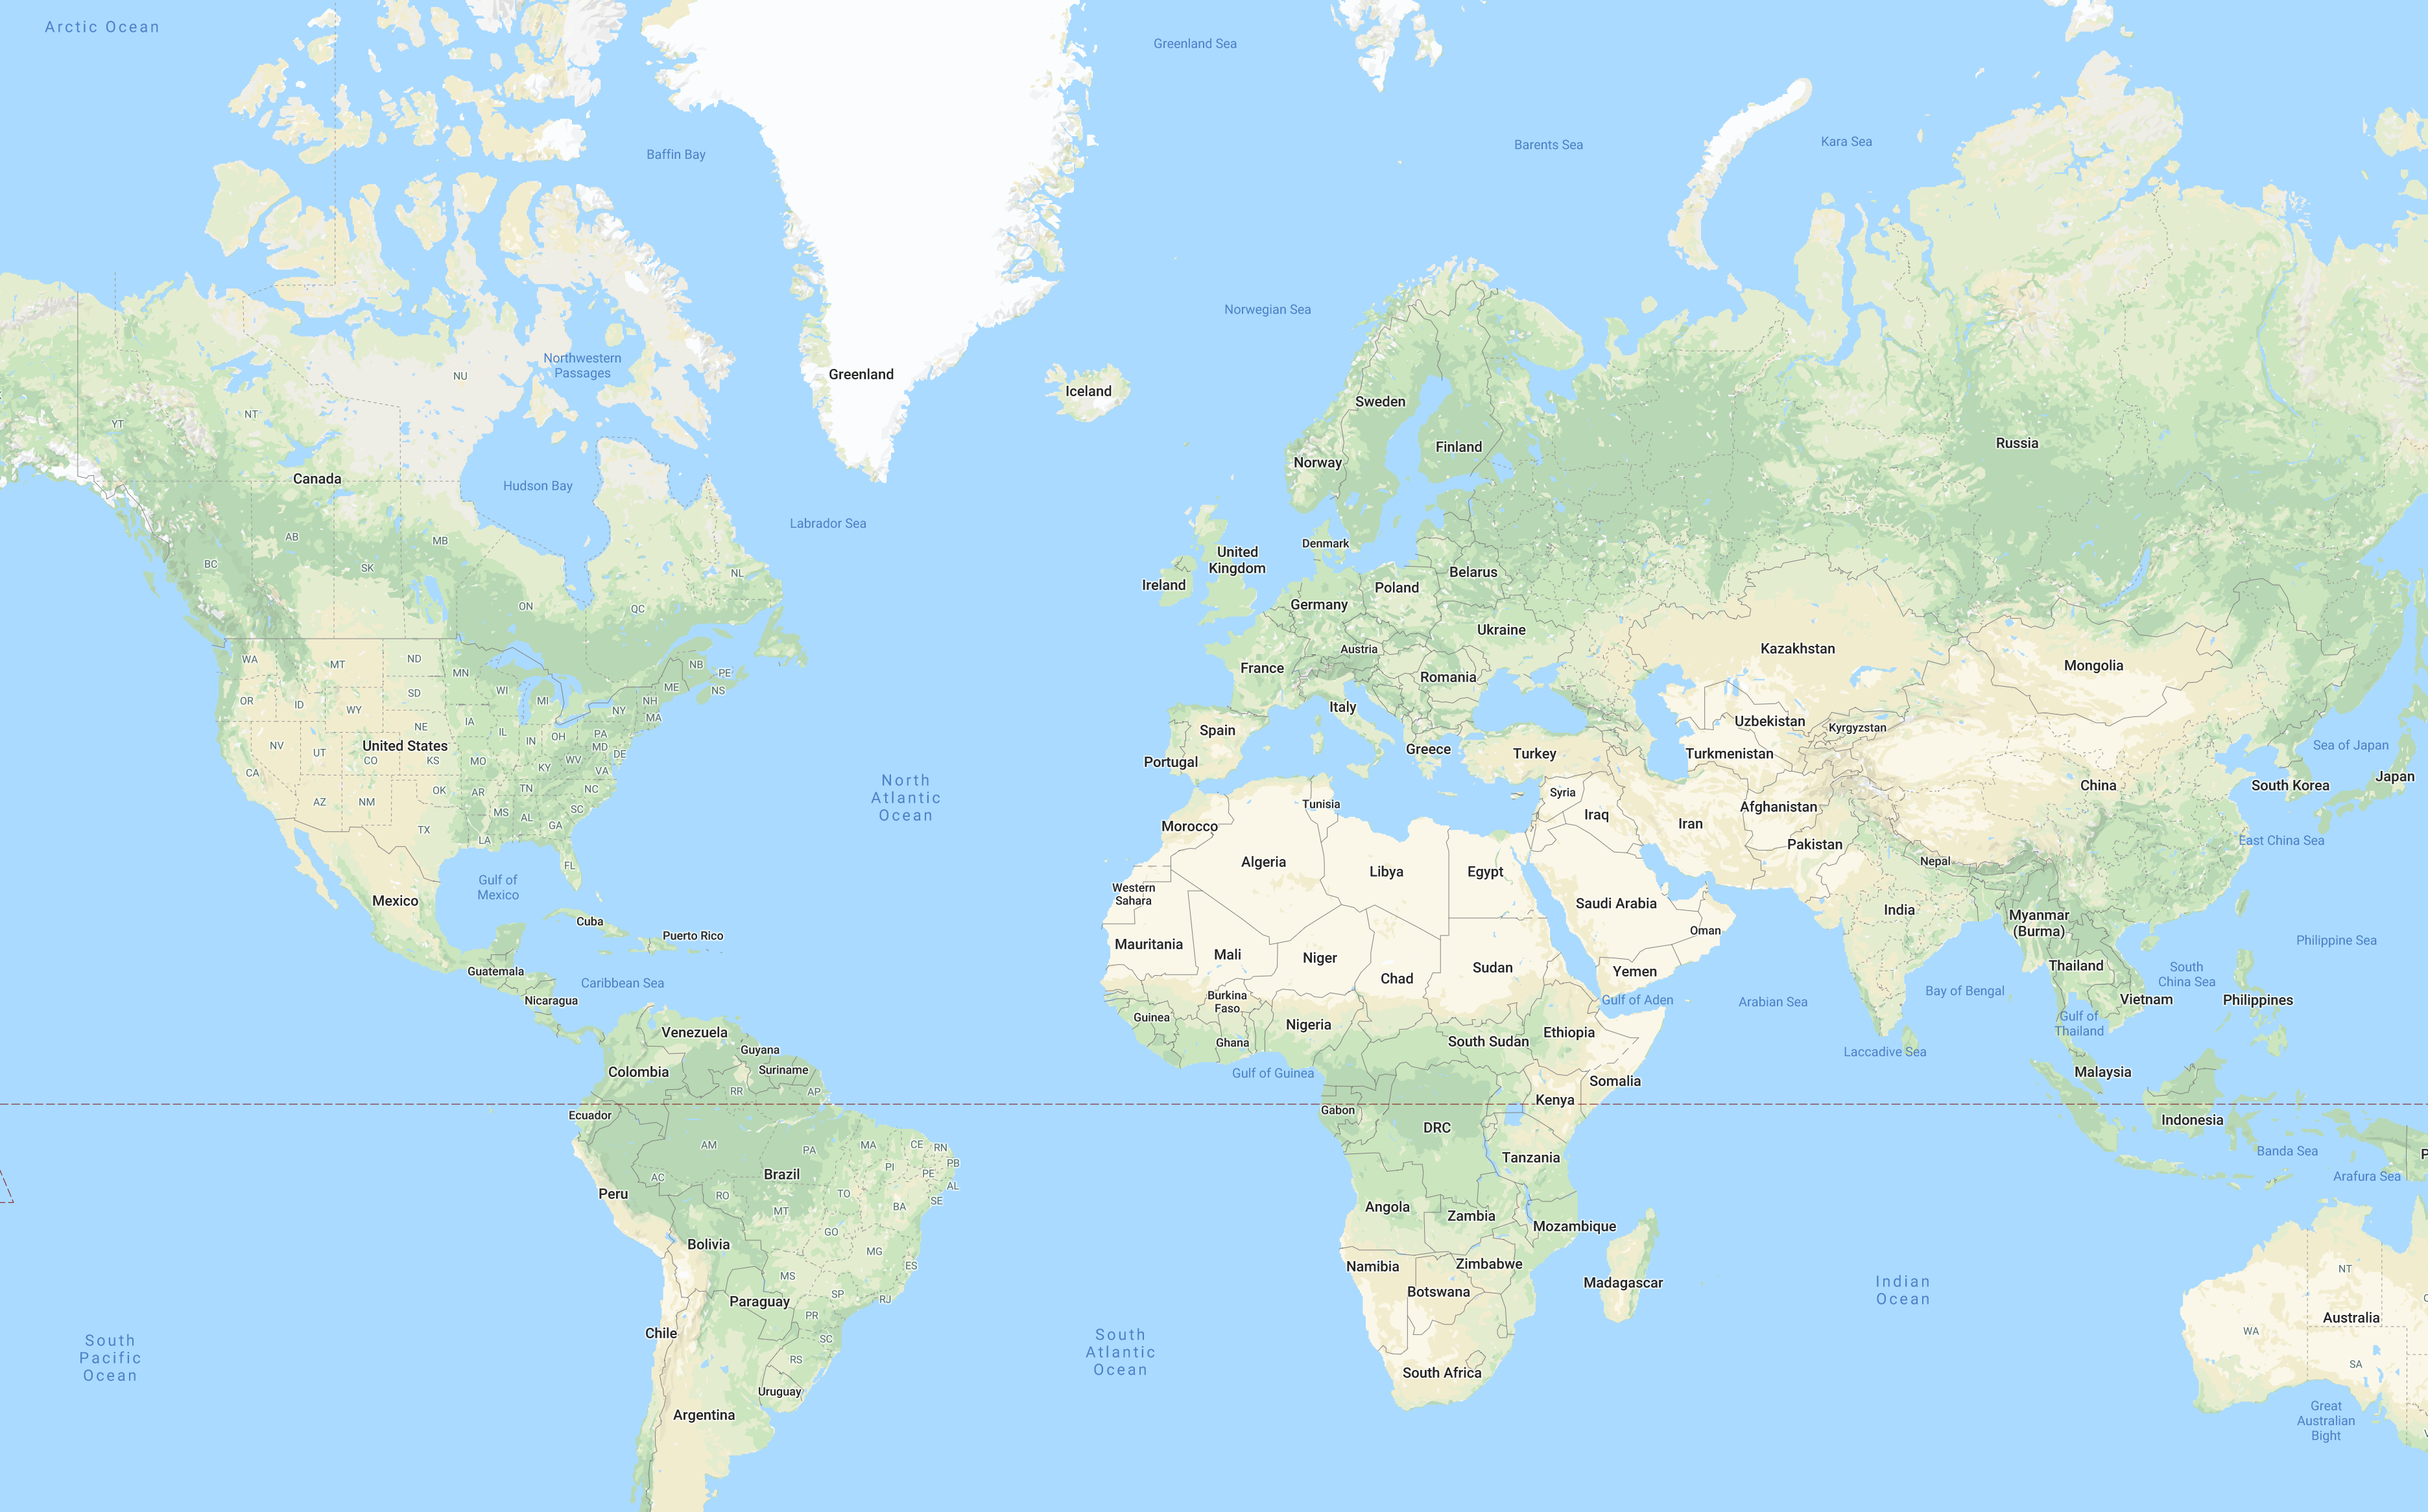 Arctic Ocean
Greenland Sea
Baffin Bay
Barents Sea
Kara Sea
Norwegian Sea
Northwestern
Passages
NU
Greenland
Iceland
NT
YT
Sweden
Finland
Russia
Norway
Canada
Hudson Bay
Labrador Sea
AB
MB
BC
SK
NL
ON
QC
Denmark
United
Kingdom
Ireland
Belarus
Poland
Germany
Ukraine
Austria
France
Romania
Kazakhstan
Mongolia
WA
MT
ND
MN
NB
PE
NS
OR
ID
SD
WI
ME
WY
MI
NH
NY
MA
NE
IA
IL
IN
OH
PA
MD
DE
NV
UT
United States
CO
KS
MO
WV
KY
VA
CA
AZ
NM
OK
AR
TN
NC
SC
MS
AL
GA
TX
LA
FL
Italy
Spain
Portugal
Greece
Turkey
Uzbekistan
Kyrgyzstan
Turkmenistan
Sea of Japan
Japan
South Korea
China
North
Atlantic
Ocean
Tunisia
Syria
Iraq
Iran
Afghanistan
Morocco
Pakistan
East China Sea
Algeria
Libya
Egypt
Nepal
Gulf of
Mexico
Mexico
Western
Sahara
Saudi Arabia
India
Myanmar
(Burma)
Cuba
Puerto Rico
Oman
Philippine Sea
Mauritania
Mali
Niger
Chad
Sudan
Yemen
Thailand
South
China Sea
Guatemala
Caribbean Sea
Nicaragua
Burkina
Faso
Guinea
Gulf of Aden
Arabian Sea
Bay of Bengal
Vietnam
Philippines
Gulf of
Thailand
Venezuela
Guyana
Suriname
Colombia
RR
AP
Nigeria
Ghana
South Sudan
Ethiopia
Laccadive Sea
Gulf of Guinea
Somalia
Malaysia
Ecuador
Gabon
Kenya
DRC
Indonesia
AM
PA
MA
CE
RN
PB
PI
PE
AL
SE
Brazil
AC
RO
TO
BA
Peru
MT
GO
MG
Tanzania
Banda Sea
Arafura Sea
P
Bolivia
ES
MS
SP
RJ
Paraguay
PR
SC
RS
Chile
Uruguay
Argentina
Angola
Zambia
Mozambique
Zimbabwe
Namibia
Botswana
Madagascar
South Africa
Indian
Ocean
South
Pacific
Ocean
South
Atlantic
Ocean
NT
Australia
WA
SA
Great
Australian
Bight